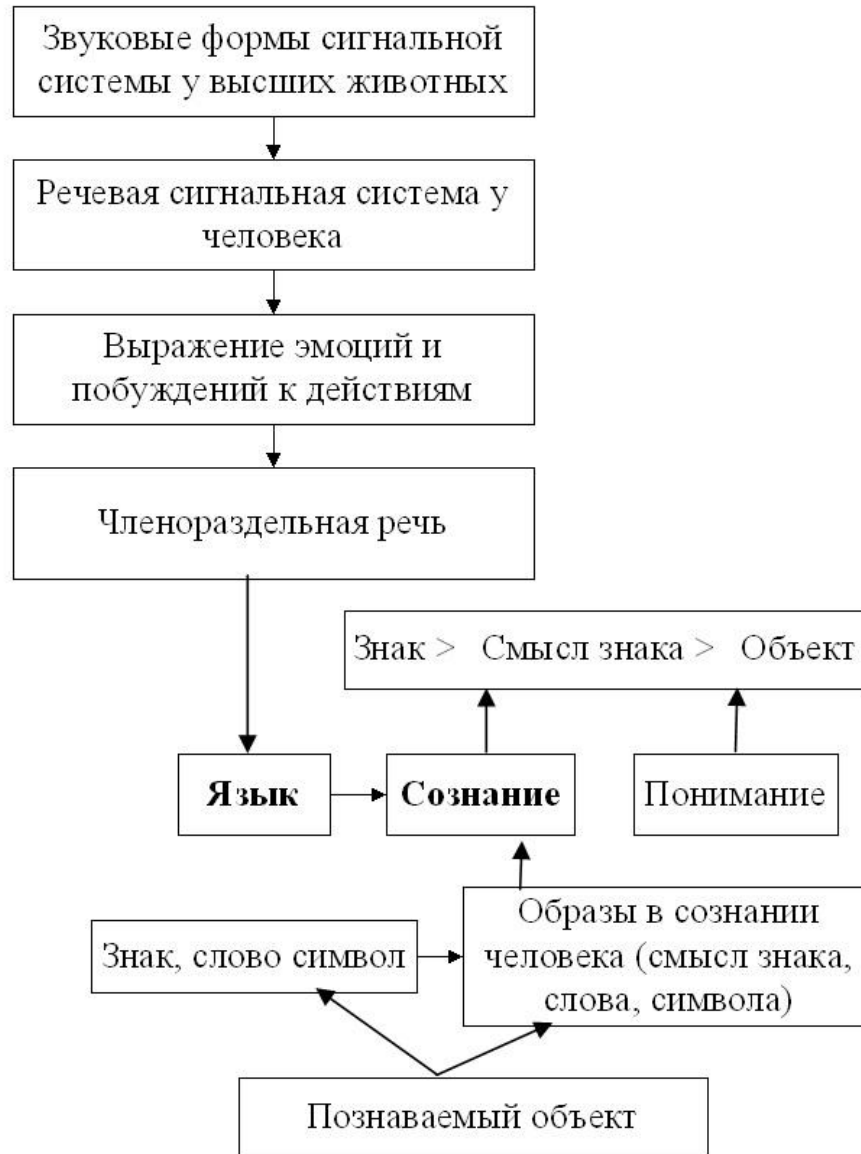 Звуковые формы сигнальной
системы у высших животных
Речевая сигнальная система у
человека
Выражение эмоций и
побуждений к действиям
Членораздельная речь
Знак > Смысл знака > Объект
Язык
Сознание
Понимание
Знак, слово символ
Образы в сознании
человека (смысл знака,
слова, символа)
Познаваемый объект